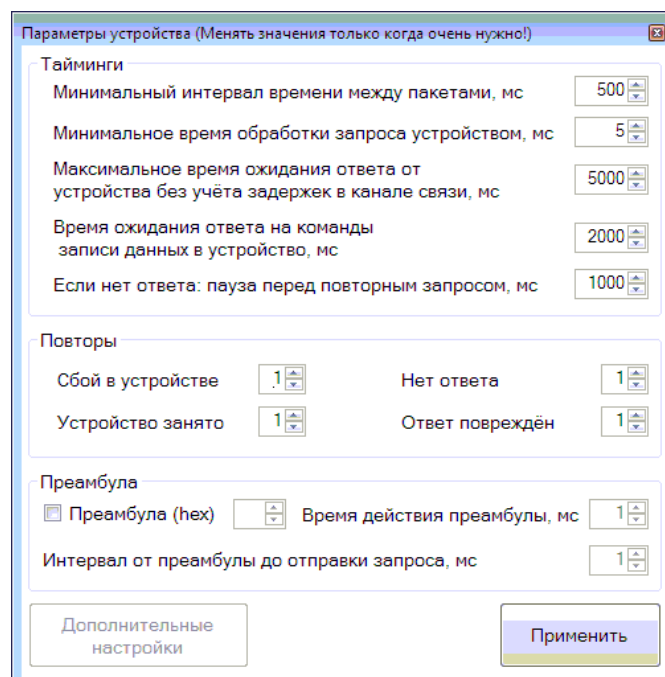 Параметры устройства (Менять значения только когда очень нужно!)
Тайминги
Минимальный интервал времени между пакетами, мс 500
Минимальное время обработки запроса устройством, мс 5
Максимальное время ожидания ответа от
устройства без учёта задержек в канале связи, мс 5000
Время ожидания ответа на команды
записи данных в устройство, мс 2000
Если нет ответа: пауза перед повторным запросом, мс 1000
Повторы
Сбой в устройстве 1 Нет ответа 1
Устройство занято 1 Ответ повреждён 1
Преамбула
Преамбула (hex) Время действия преамбулы, мс 1
Интервал от преамбулы до отправки запроса, мс 1
Дополнительные
настройки
Применить